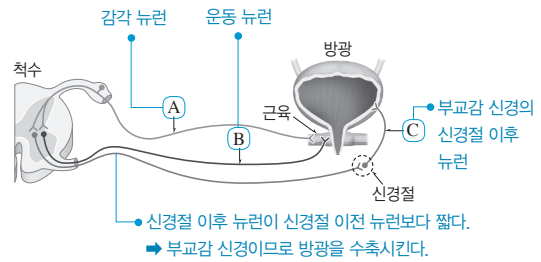 감각 뉴런
운동 뉴런
방광
척수
A
근육
B
C
부교감 신경의
신경절 이후
뉴런
신경절
신경절 이후 뉴런이 신경절 이전 뉴런보다 짧다.
➡ 부교감 신경이므로 방광을 수축시킨다.